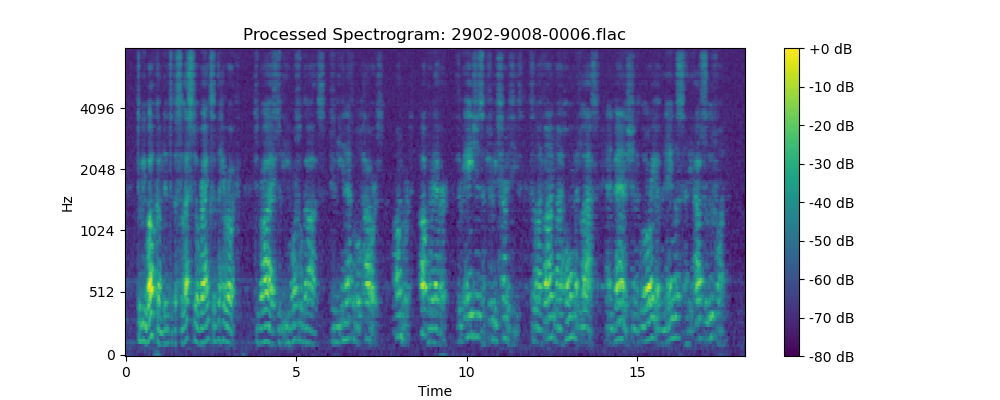 Processed Spectrogram: 2902-9008-0006.flac
Hz
4096
2048
1024
512
0
0 5 10 15
Time
+0 dB
-10 dB
-20 dB
-30 dB
-40 dB
-50 dB
-60 dB
-70 dB
-80 dB